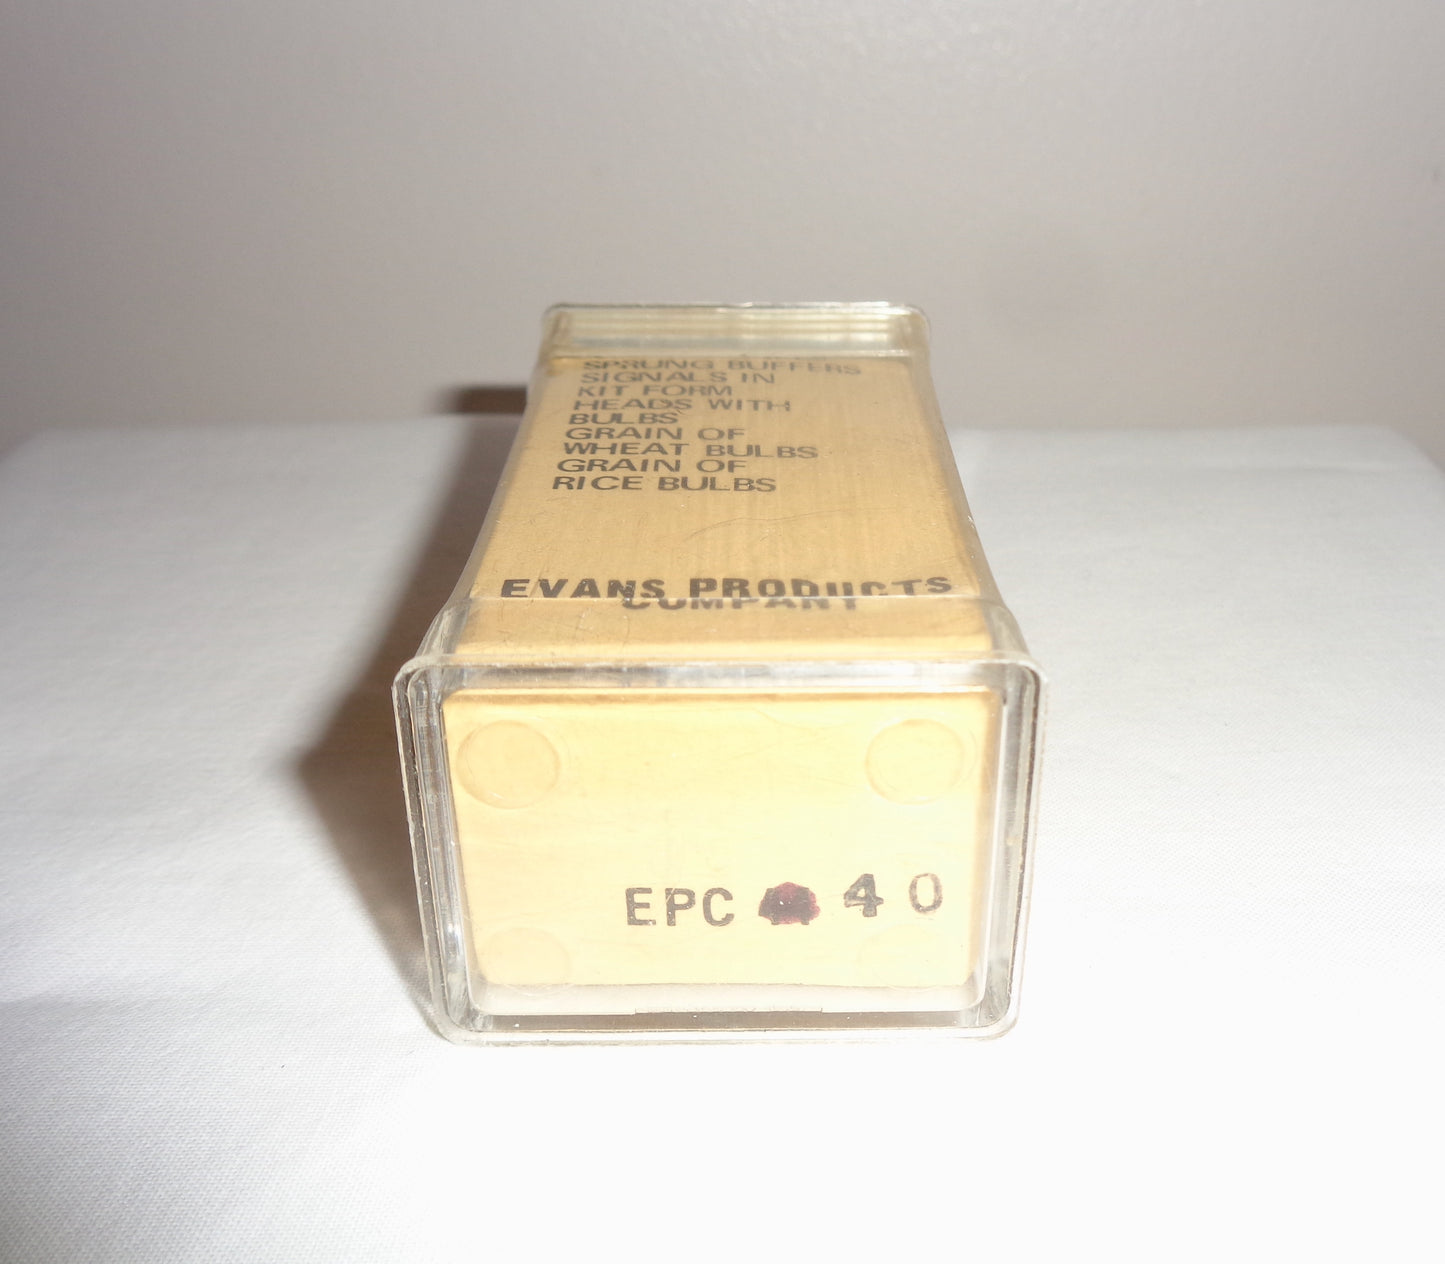 SPRUNG BUFFERS
SIGNALS IN
KIT FORM
HEADS WITH
BULBS
GRAIN OF
WHEAT BULBS
GRAIN OF
RICE BULBS
EVANS PRODUCTS
COMPANY
EPC 40